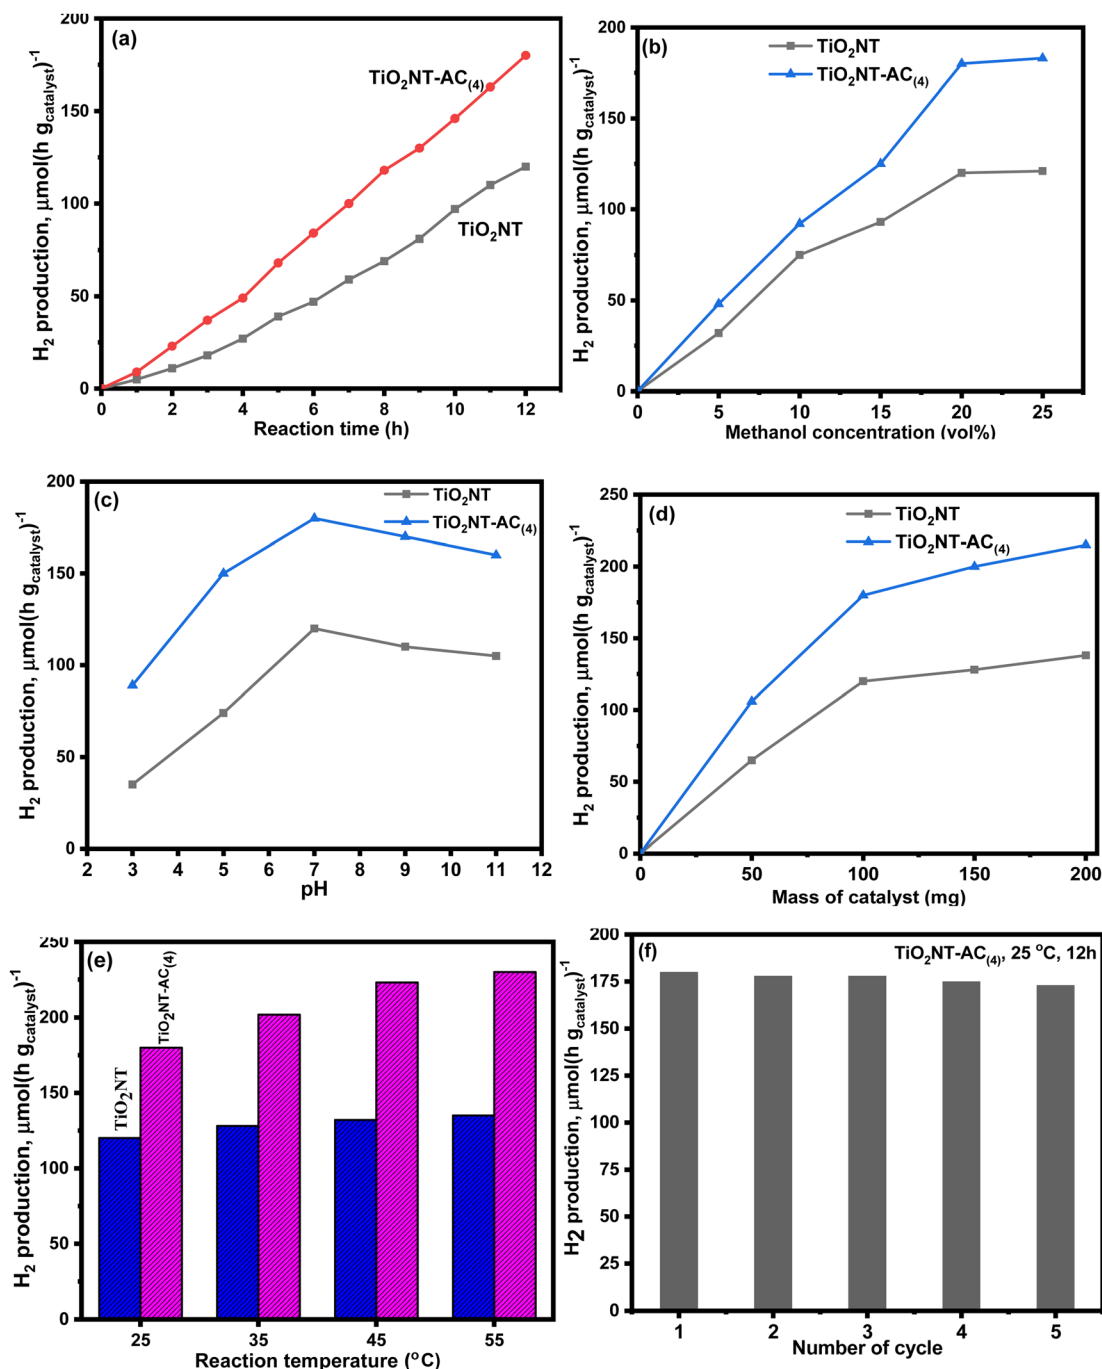 (a)
TiO2NT-AC(4)
TiO2NT
H2 production, μmol(h gcatalyst)-1
200
150
100
50
0
0 2 4 6 8 10 12
Reaction time (h)
(b)
TiO2NT
TiO2NT-AC(4)
H2 production, μmol(h gcatalyst)-1
200
150
100
50
0
0 5 10 15 20 25
Methanol concentration (vol%)
(c)
TiO2NT
TiO2NT-AC(4)
H2 production, μmol(h gcatalyst)-1
200
150
100
50
0
2 3 4 5 6 7 8 9 10 11 12
pH
(d)
TiO2NT
TiO2NT-AC(4)
H2 production, μmol(h gcatalyst)-1
250
200
150
100
50
0
0 50 100 150 200
Mass of catalyst (mg)
(e)
TiO2NT
TiO2NT-AC(4)
H2 production, μmol(h gcatalyst)-1
250
200
150
100
50
0
25 35 45 55
Reaction temperature (oC)
(f)
TiO2NT-AC(4), 25 oC, 12h
H2 production, μmol(h gcatalyst)-1
200
175
150
125
100
75
50
25
0
1 2 3 4 5
Number of cycle